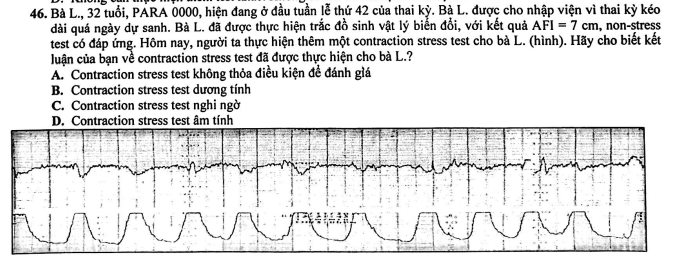 46. Bà L., 32 tuổi, PARA 0000, hiện đang ở đầu tuần lễ thứ 42 của thai kỳ. Bà L. được cho nhập viện vì thai kỳ kéo
dài quá ngày dự sanh. Bà L. đã được thực hiện trắc đồ sinh vật lý biến đổi, với kết quả AFI = 7 cm, non-stress
test có đáp ứng. Hôm nay, người ta thực hiện thêm một contraction stress test cho bà L. (hình). Hãy cho biết kết
luận của bạn về contraction stress test đã được thực hiện cho bà L.?
A. Contraction stress test không thỏa điều kiện để đánh giá
B. Contraction stress test dương tính
C. Contraction stress test nghi ngờ
D. Contraction stress test âm tính